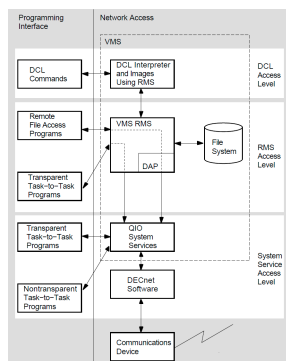 Programming
Interface
Network Access
VMS
DCL
Commands
DCL Interpreter
and Images
Using RMS
DCL
Access
Level
Remote
File Access
Programs
VMS RMS
DAP
File
System
RMS
Access
Level
Transparent
Task-to-Task
Programs
Transparent
Task-to-Task
Programs
QIO
System
Services
System
Service
Access
Level
Nontransparent
Task-to-Task
Programs
DECnet
Software
Communications
Device